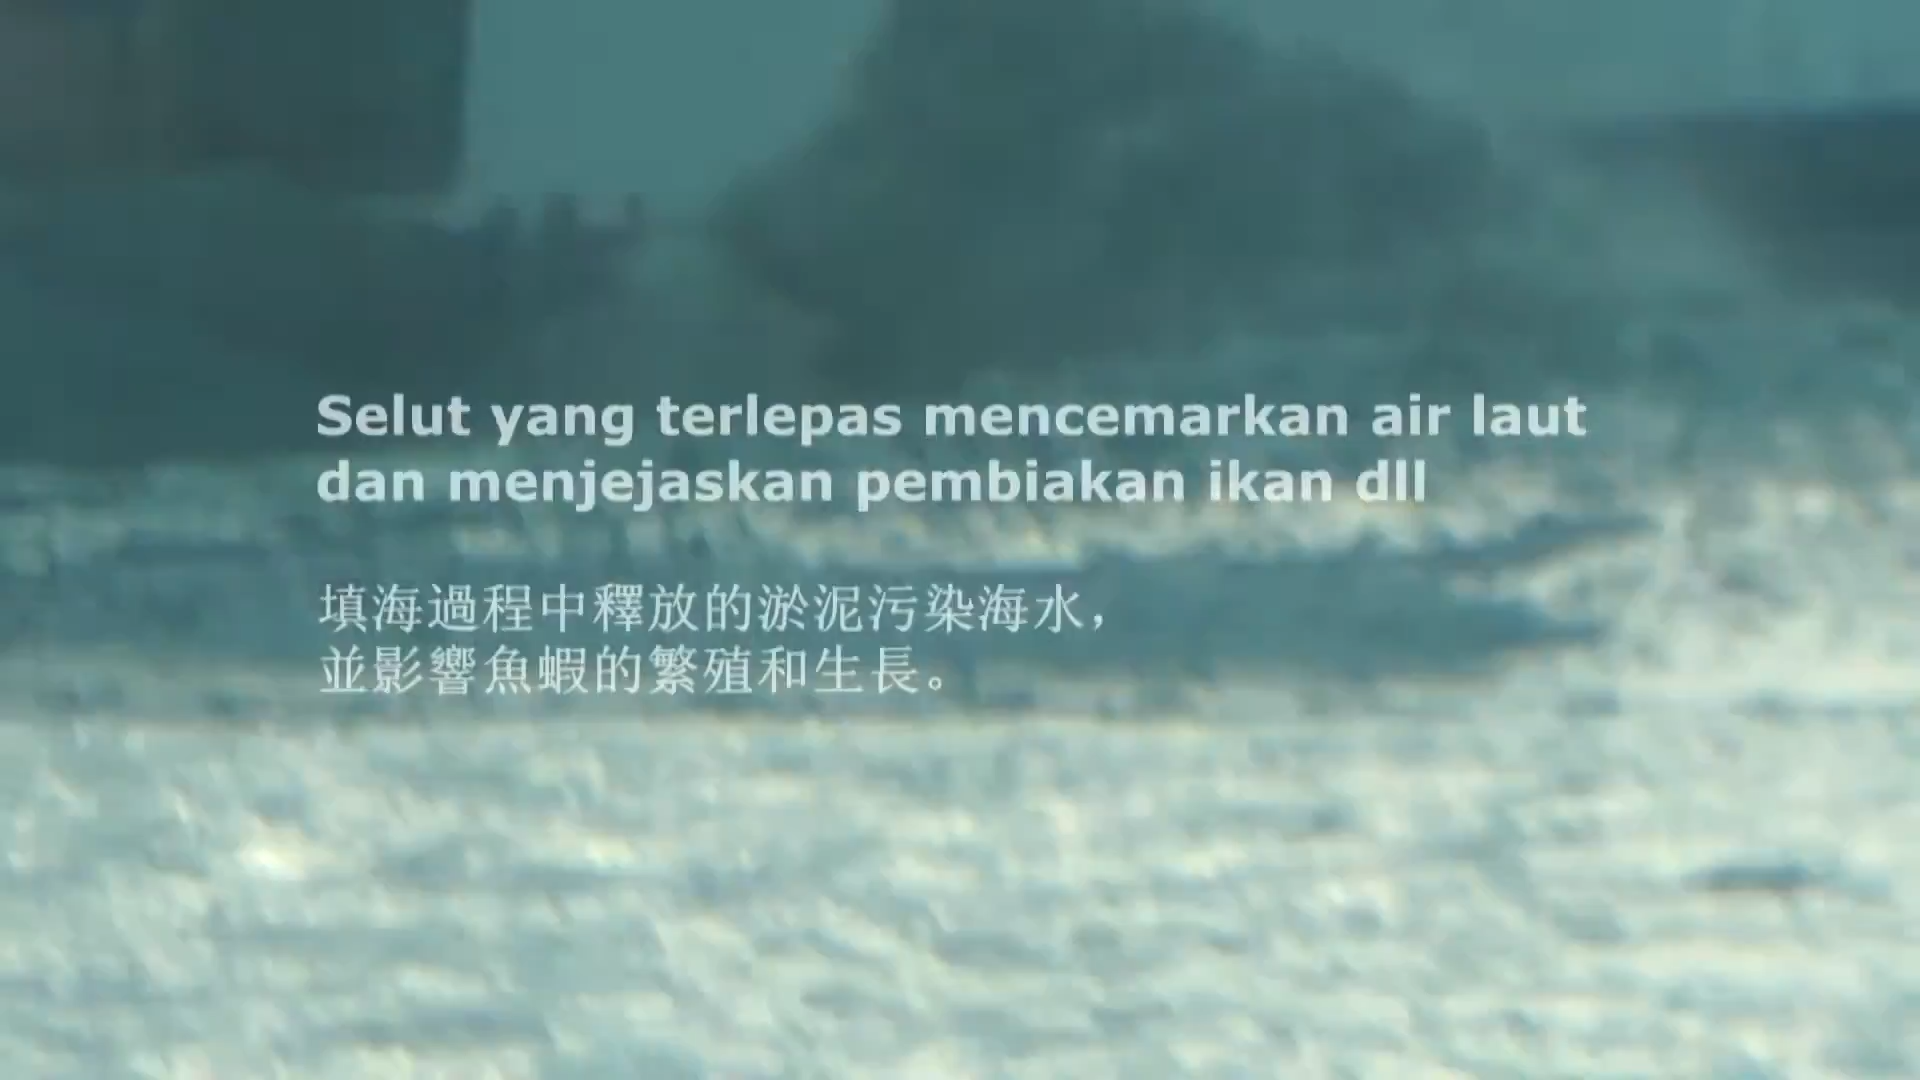 Selut yang terlepas mencemarkan air laut
dan menjejaskan pembiakan ikan dll
填海過程中釋放的淤泥污染海水，
並影響魚蝦的繁殖和生長。